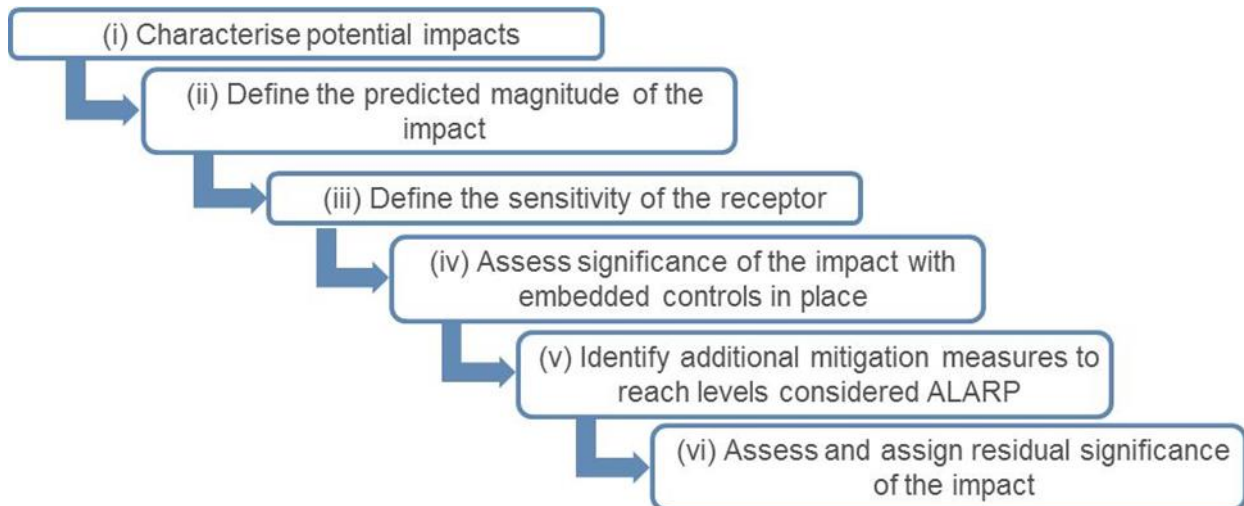 (i) Characterise potential impacts
(ii) Define the predicted magnitude of the
impact
(iii) Define the sensitivity of the receptor
(iv) Assess significance of the impact with
embedded controls in place
(v) Identify additional mitigation measures to
reach levels considered ALARP
(vi) Assess and assign residual significance
of the impact